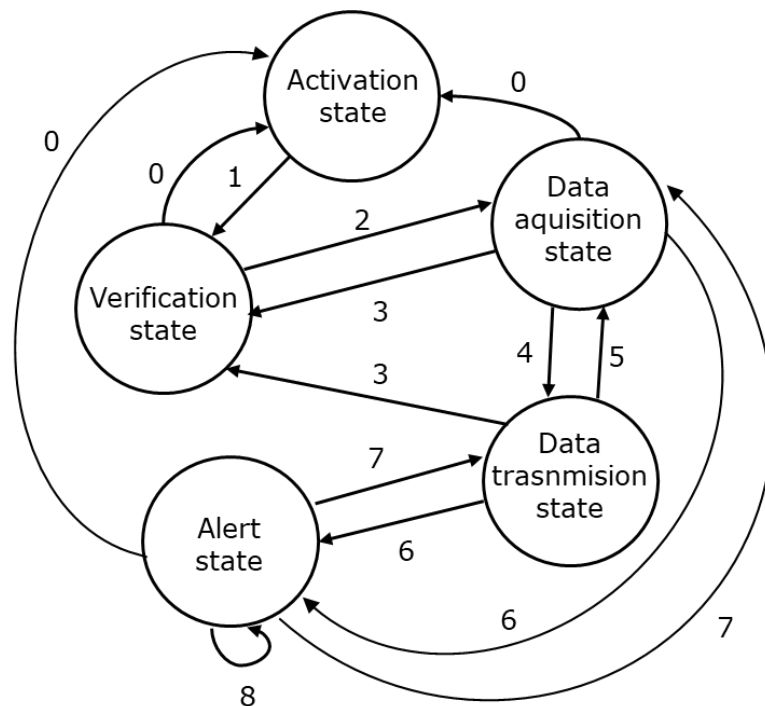 Activation
state
0
0
0
1
Data
aquisition
state
2
Verification
state
3
4
5
3
Data
trasnmision
state
7
Alert
state
6
6
7
8